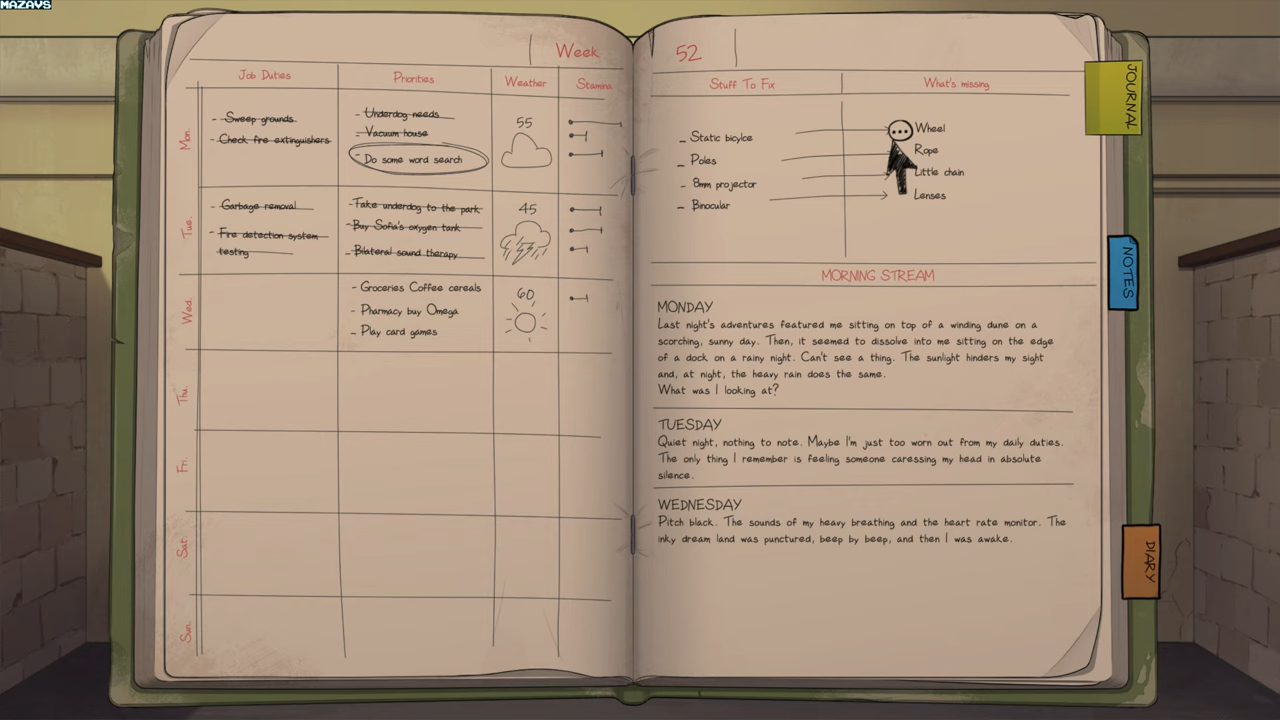 MAZAVS
Week
52
Job Duties
Priorities
Weather
Stamina
Mon.
- Sweep grounds
- Check fire extinguishers
- Underdog needs
- Vacuum house
- Do some word search
55
Tue.
- Garbage removal
- Fire detection system
testing
-Take underdog to the park
-Buy Sofia's oxygen tank
- Bilateral sound therapy
45
Wed.
- Groceries Coffee cereals
- Pharmacy buy Omega
- Play card games
60
Thu.
Fri.
Sat.
Sun.
Stuff To Fix
What's missing
- Static bicylce
- Poles
- 8mm projector
- Binocular
Wheel
Rope
Little chain
Lenses
MORNING STREAM
MONDAY
Last night's adventures featured me sitting on top of a winding dune on a
scorching, sunny day. Then, it seemed to dissolve into me sitting on the edge
of a dock on a rainy night. Can't see a thing. The sunlight hinders my sight
and, at night, the heavy rain does the same.
What was I looking at?
TUESDAY
Quiet night, nothing to note. Maybe I'm just too worn out from my daily duties.
The only thing I remember is feeling someone caressing my head in absolute
silence.
WEDNESDAY
Pitch black. The sounds of my heavy breathing and the heart rate monitor. The
inky dream land was punctured, beep by beep, and then I was awake.
JOURNAL
NOTES
DIARY